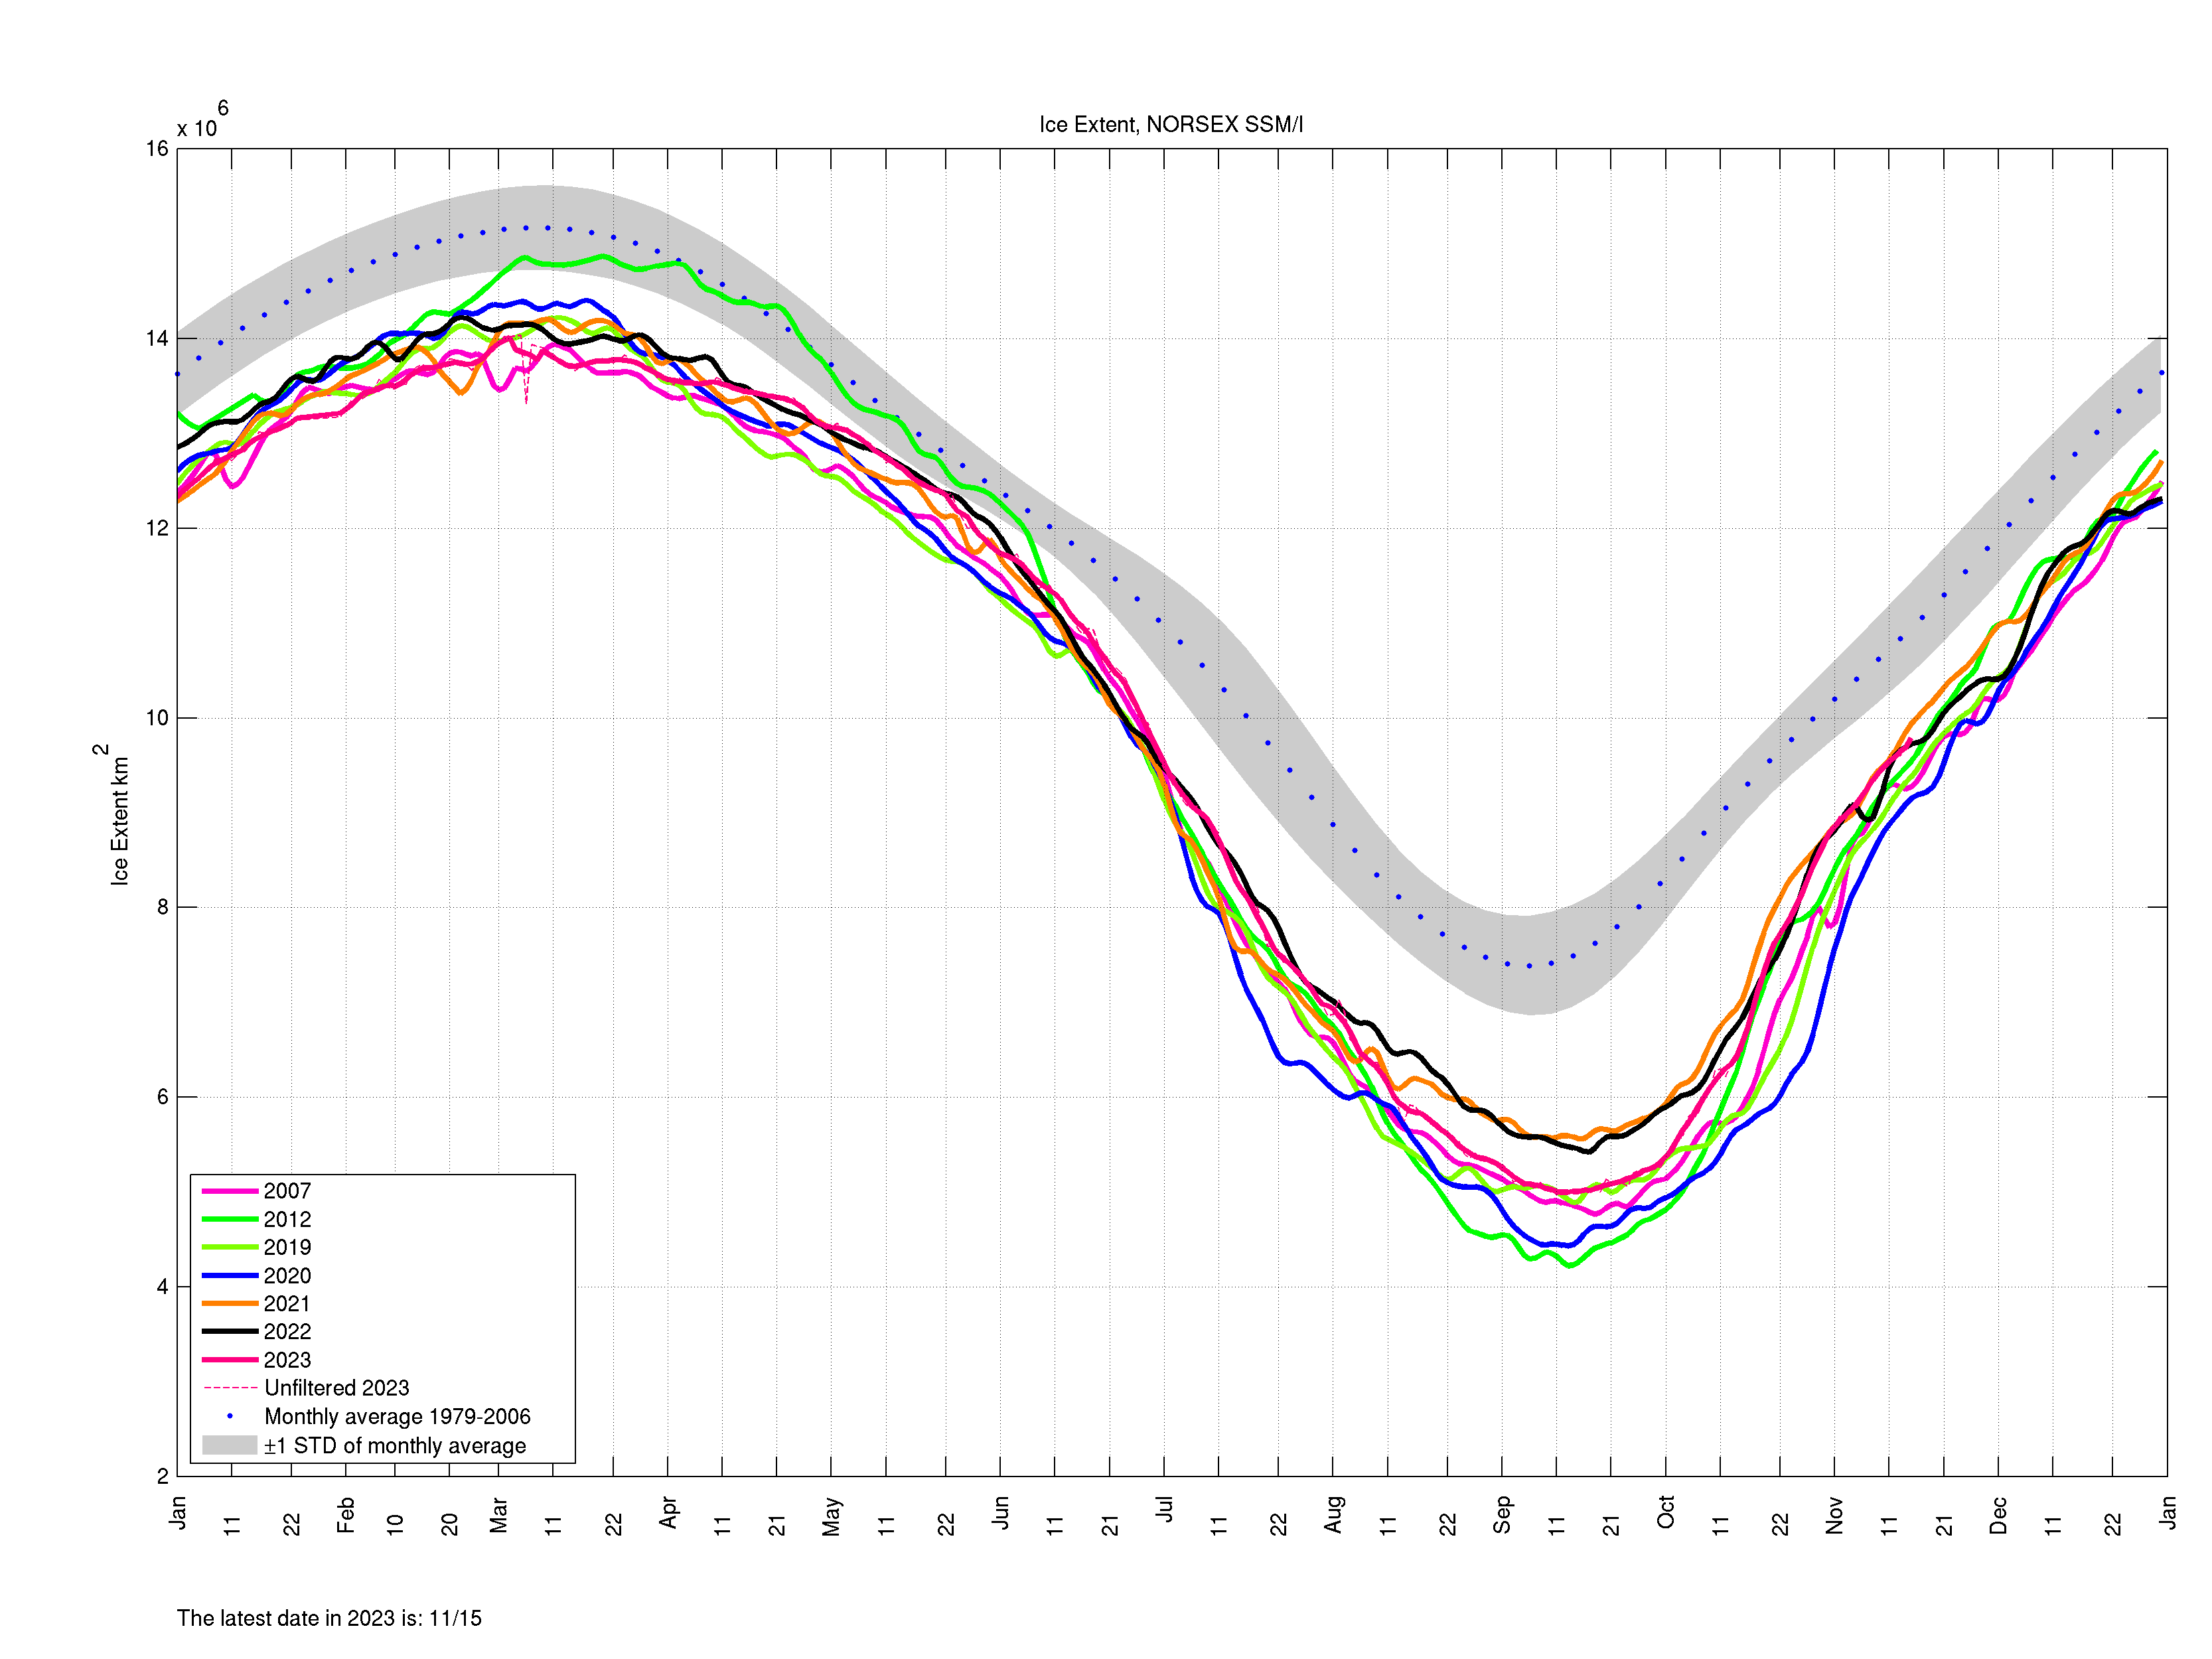 x 10 6
Ice Extent, NORSEX SSM/I
16
14
12
10
8
6
4
2
Ice Extent km 2
2007
2012
2019
2020
2021
2022
2023
Unfiltered 2023
Monthly average 1979-2006
±1 STD of monthly average
Jan 11 22 Feb 10 20 Mar 11 22 Apr 11 21 May 11 22 Jun 11 21 Jul 11 22 Aug 11 22 Sep 11 21 Oct 11 22 Nov 11 21 Dec 11 22 Jan
The latest date in 2023 is: 11/15